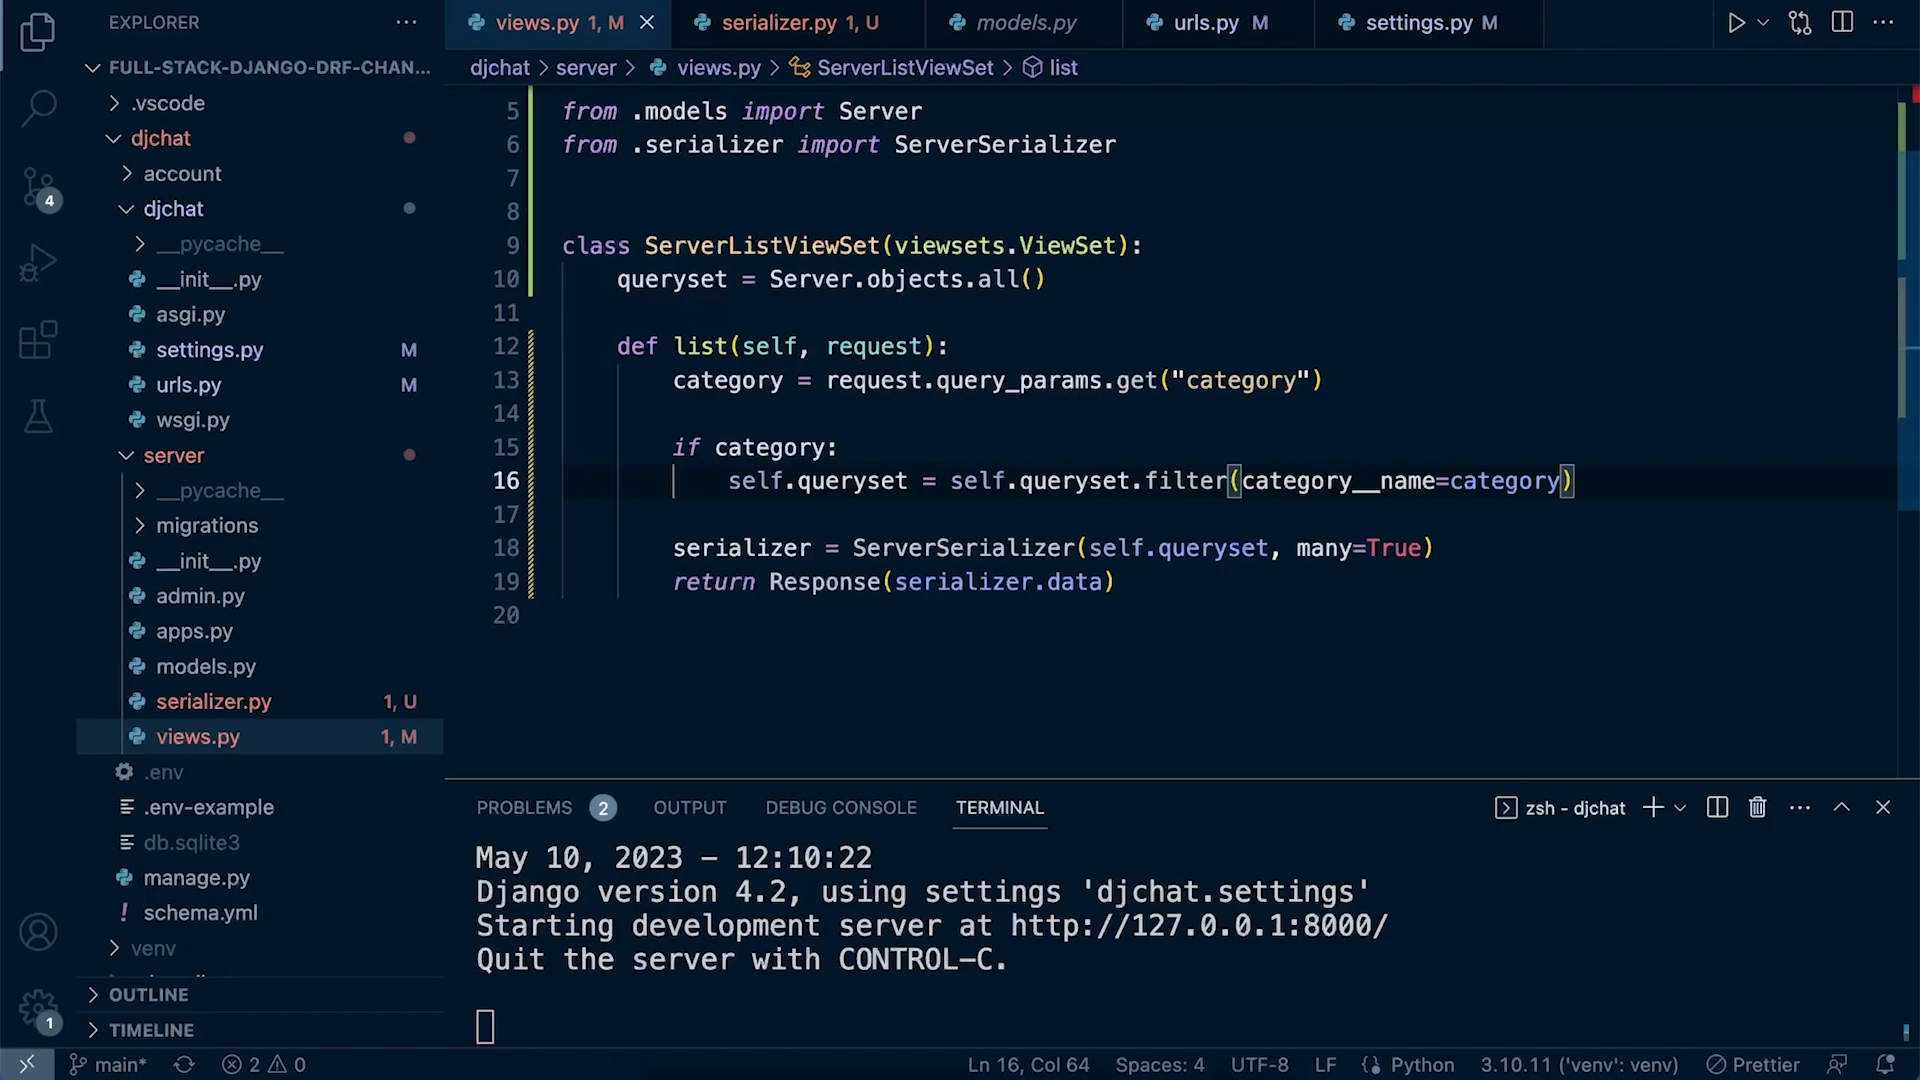 EXPLORER
FULL-STACK-DJANGO-DRF-CHAN...
.vscode
djchat
account
djchat
__pycache__
__init__.py
asgi.py
settings.py M
urls.py M
wsgi.py
server
__pycache__
migrations
__init__.py
admin.py
apps.py
models.py
serializer.py 1, U
views.py 1, M
.env
.env-example
db.sqlite3
manage.py
schema.yml
venv
OUTLINE
TIMELINE
4
1
views.py 1, M
serializer.py 1, U
models.py
urls.py M
settings.py M
djchat > server > views.py > ServerListViewSet > list
5 from .models import Server
6 from .serializer import ServerSerializer
7
8
9 class ServerListViewSet(viewsets.ViewSet):
10 queryset = Server.objects.all()
11
12 def list(self, request):
13 category = request.query_params.get("category")
14
15 if category:
16 self.queryset = self.queryset.filter(category__name=category)
17
18 serializer = ServerSerializer(self.queryset, many=True)
19 return Response(serializer.data)
20
PROBLEMS 2 OUTPUT DEBUG CONSOLE TERMINAL
zsh - djchat
May 10, 2023 - 12:10:22
Django version 4.2, using settings 'djchat.settings'
Starting development server at http://127.0.0.1:8000/
Quit the server with CONTROL-C.
main* 2 0 Ln 16, Col 64 Spaces: 4 UTF-8 LF Python 3.10.11 ('venv': venv) Prettier